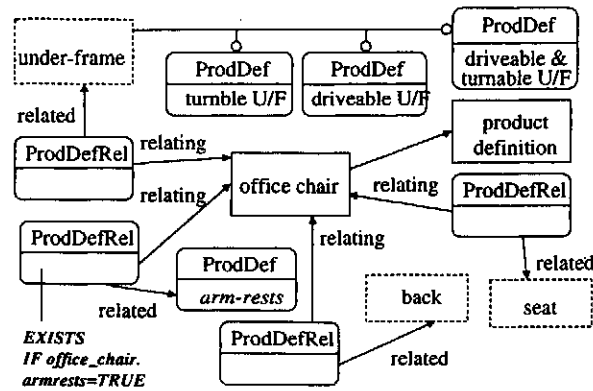 ProdDef
under-frame
driveable &
turnable U/F
ProdDef
turnble U/F
ProdDef
driveable U/F
related
ProdDefRel
relating
product
definition
relating
office chair
relating
ProdDefRel
ProdDefRel
relating
ProdDef
arm-rests
related
related
back
seat
ProdDefRel
related
EXISTS
IF office_chair.
armrests=TRUE